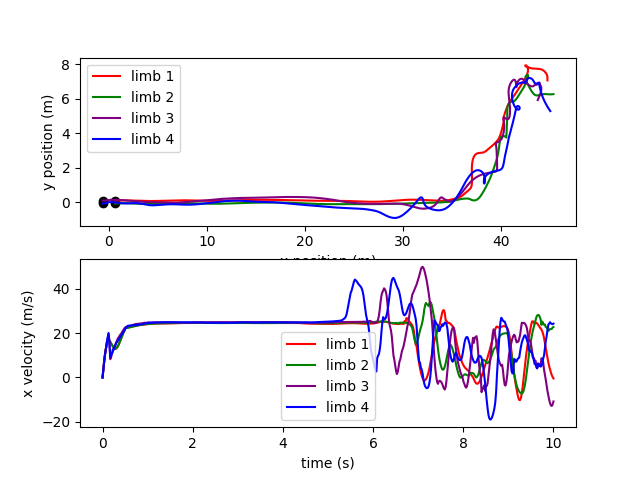 8
6
4
2
0
y position (m)
limb 1
limb 2
limb 3
limb 4
0 10 20 30 40
x position (m)
40
20
0
−20
x velocity (m/s)
limb 1
limb 2
limb 3
limb 4
0 2 4 6 8 10
time (s)